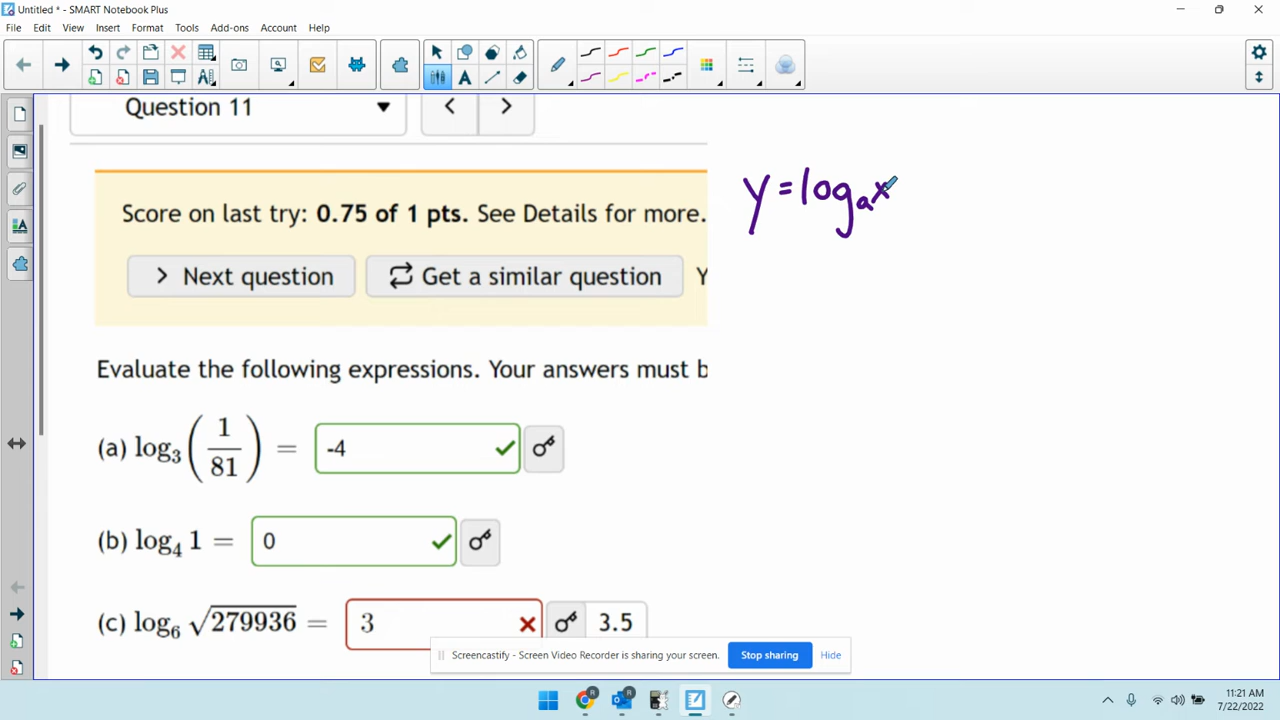 Untitled * - SMART Notebook Plus
File Edit View Insert Format Tools Add-ons Account Help
Question 11
y = logₐx
Score on last try: 0.75 of 1 pts. See Details for more.
Next question Get a similar question Y
Evaluate the following expressions. Your answers must b
(a) log₃(1/81) = -4
(b) log₄ 1 = 0
(c) log₆ √279936 = 3 3.5
Screencastify - Screen Video Recorder is sharing your screen. Stop sharing Hide
11:21 AM
7/22/2022